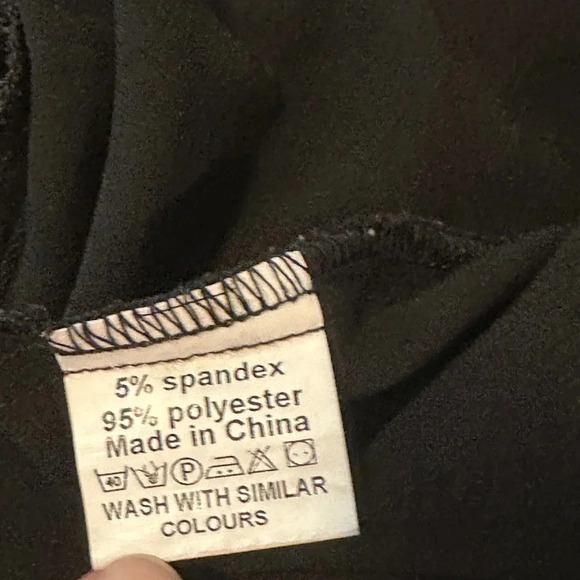 5% spandex
95% polyester
Made in China
40 P
WASH WITH SIMILAR
COLOURS